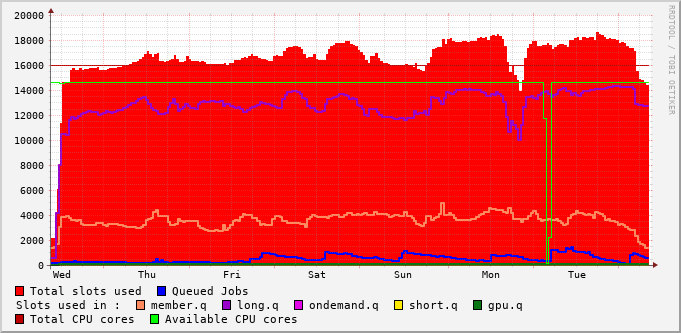 20000
18000
16000
14000
12000
10000
8000
6000
4000
2000
0
Wed Thu Fri Sat Sun Mon Tue
RRDTOOL / TOBI OETIKER
Total slots used Queued Jobs
Slots used in : member.q long.q ondemand.q short.q gpu.q
Total CPU cores Available CPU cores